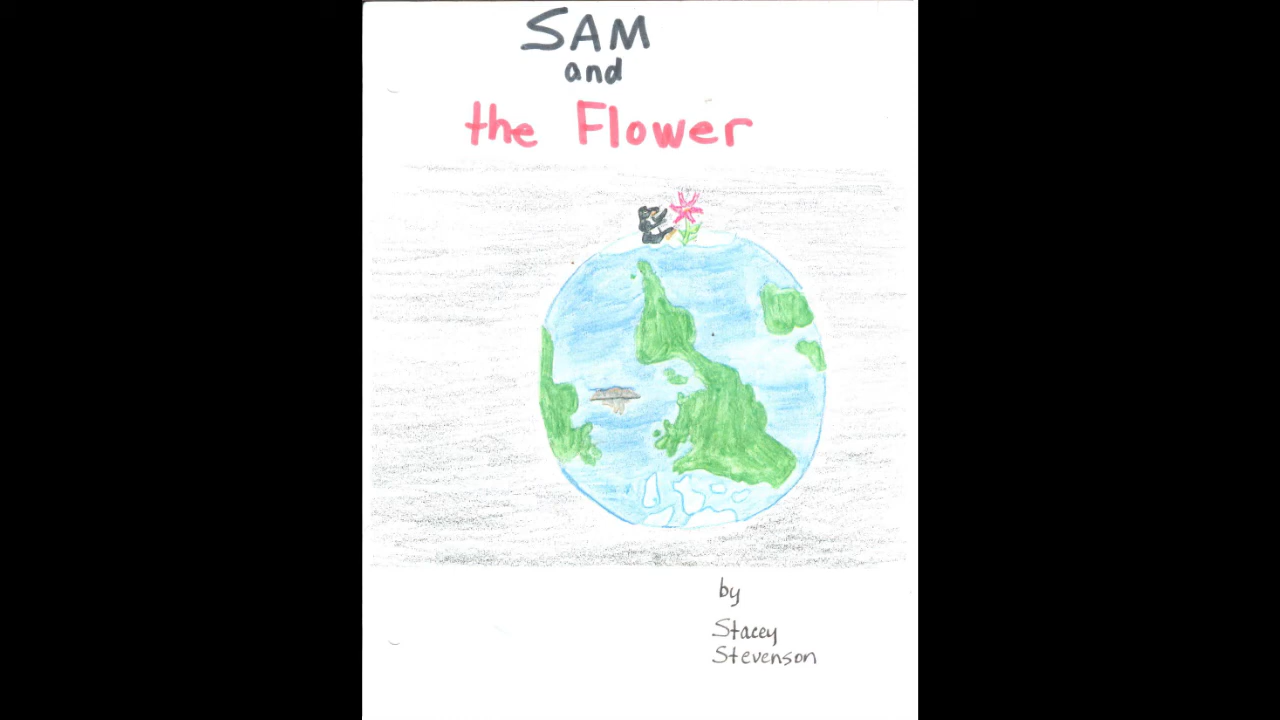 SAM
and
the Flower
by
Stacey
Stevenson